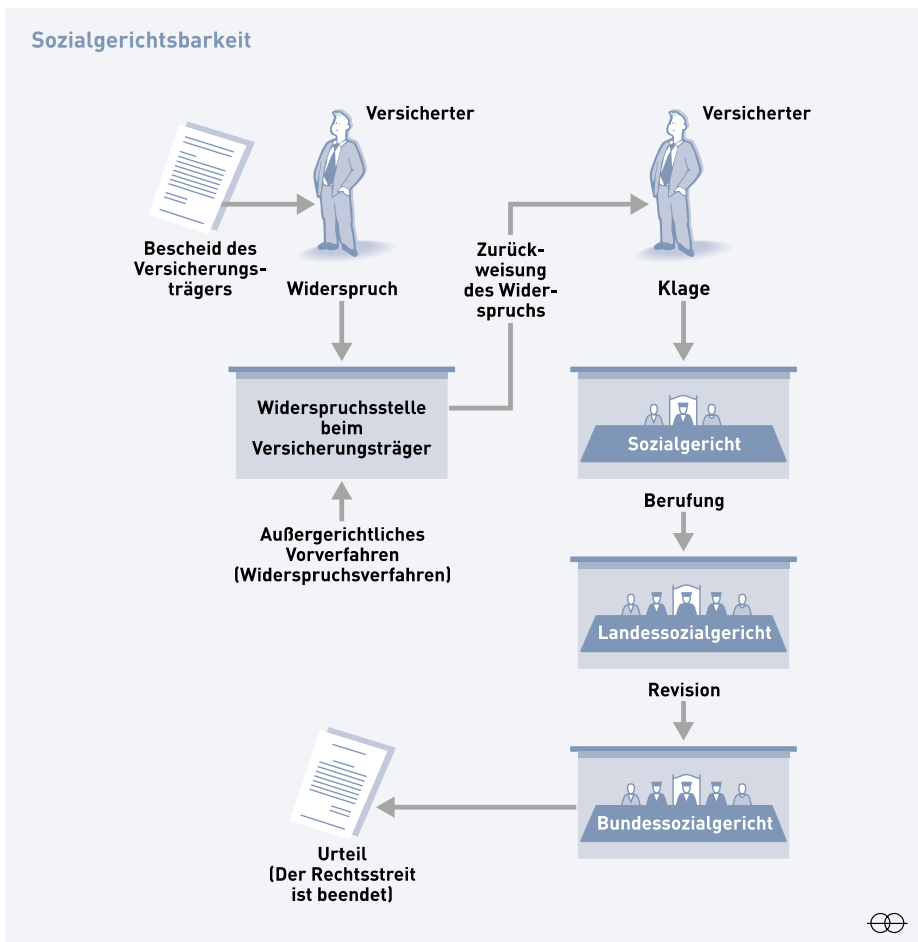 Sozialgerichtsbarkeit
Versicherter
Bescheid des
Versicherungs-
trägers
Widerspruch
Widerspruchsstelle
beim
Versicherungsträger
Außergerichtliches
Vorverfahren
(Widerspruchsverfahren)
Zurück-
weisung
des Wider-
spruchs
Versicherter
Klage
Sozialgericht
Berufung
Landessozialgericht
Revision
Bundessozialgericht
Urteil
(Der Rechtsstreit
ist beendet)